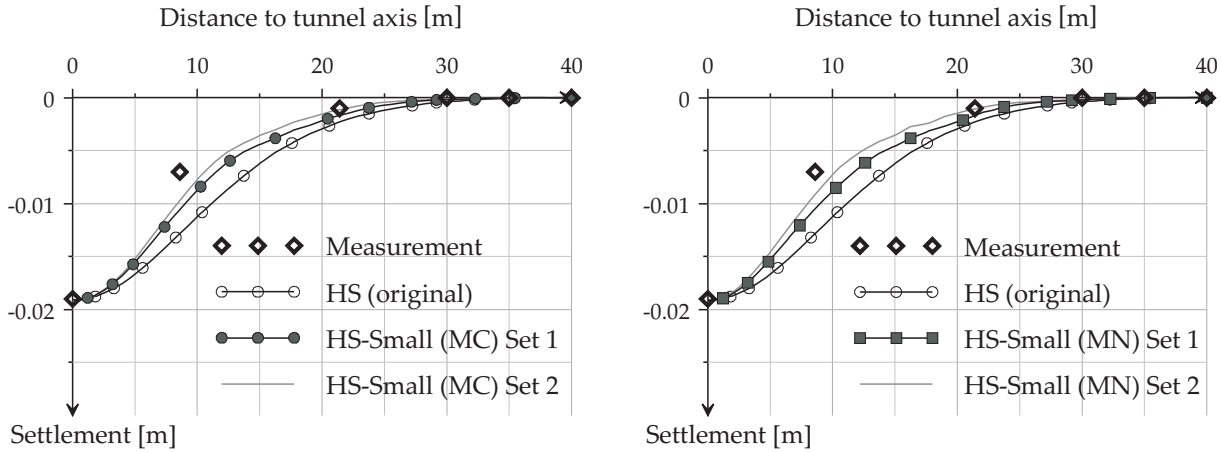 Distance to tunnel axis [m]
0 10 20 30 40
0
-0.01
-0.02
Measurement
HS (original)
HS-Small (MC) Set 1
HS-Small (MC) Set 2
Settlement [m]
Distance to tunnel axis [m]
0 10 20 30 40
0
-0.01
-0.02
Measurement
HS (original)
HS-Small (MN) Set 1
HS-Small (MN) Set 2
Settlement [m]